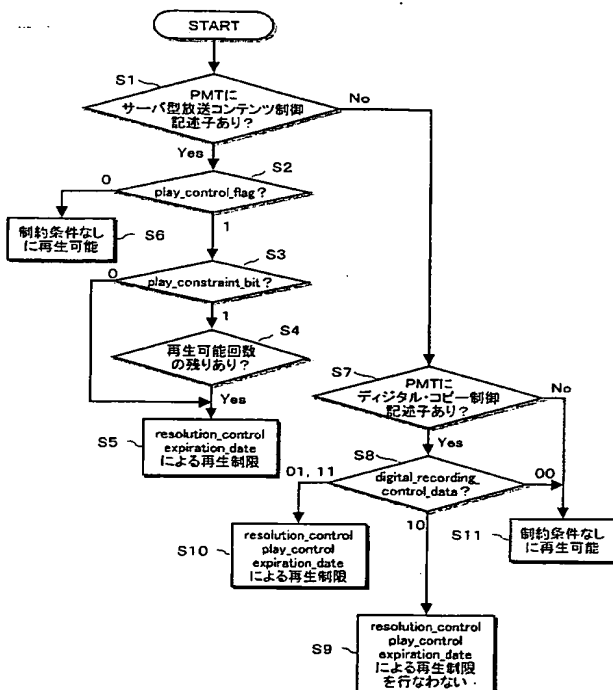 START
S1
PMTに
サーバ型放送コンテンツ制御
記述子あり？
No
Yes
S2
0
play_control_flag？
1
制約条件なし
に再生可能
S6
S3
0
play_constraint_bit？
1
S4
再生可能回数
の残りあり？
Yes
S5
resolution_control
expiration_date
による再生制限
S7
PMTに
ディジタル・コピー制御
記述子あり？
No
Yes
S8
01, 11
digital_recording_
control_data？
00
10
S10
resolution_control
play_control
expiration_date
による再生制限
S11
制約条件なし
に再生可能
S9
resolution_control
play_control
expiration_date
による再生制限
を行なわない